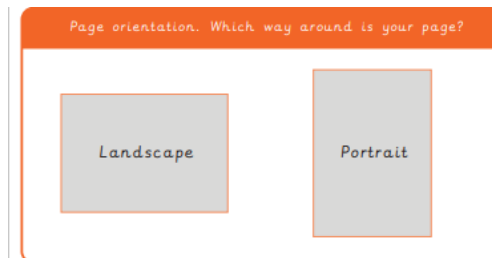 Page orientation. Which way around is your page?
Landscape
Portrait